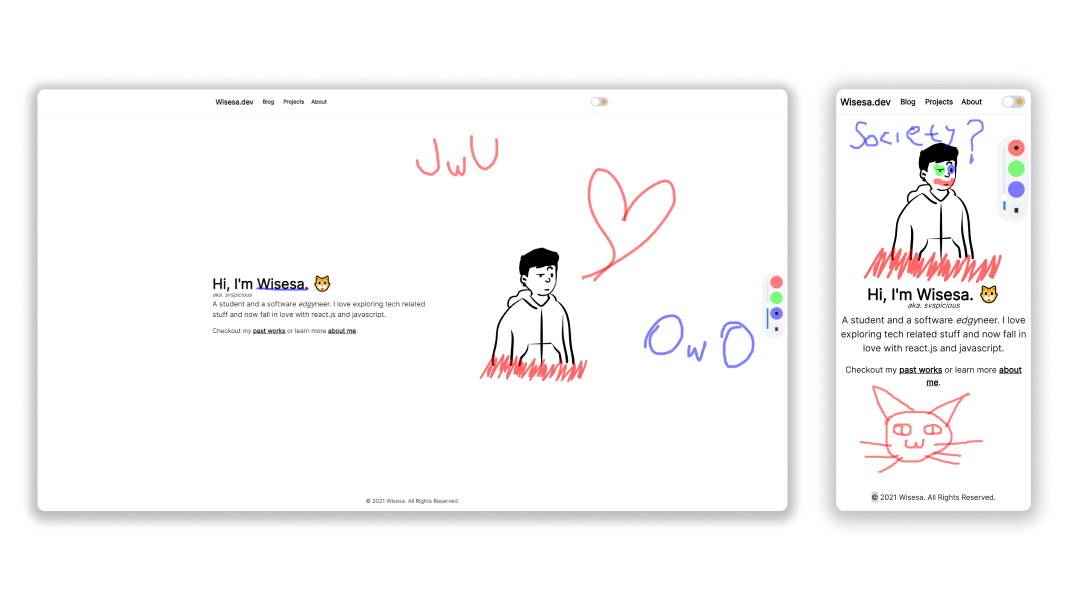 Wisesa.dev Blog Projects About
JwU
Hi, I'm Wisesa. 🐱
aka. svspicious
A student and a software edgyneer. I love exploring tech related
stuff and now fall in love with react.js and javascript.
Checkout my past works or learn more about me.
OwO
© 2021 Wisesa. All Rights Reserved.
Wisesa.dev Blog Projects About
Society?
Hi, I'm Wisesa. 🐱
aka. svspicious
A student and a software edgyneer. I love
exploring tech related stuff and now fall in
love with react.js and javascript.
Checkout my past works or learn more about
me.
© 2021 Wisesa. All Rights Reserved.